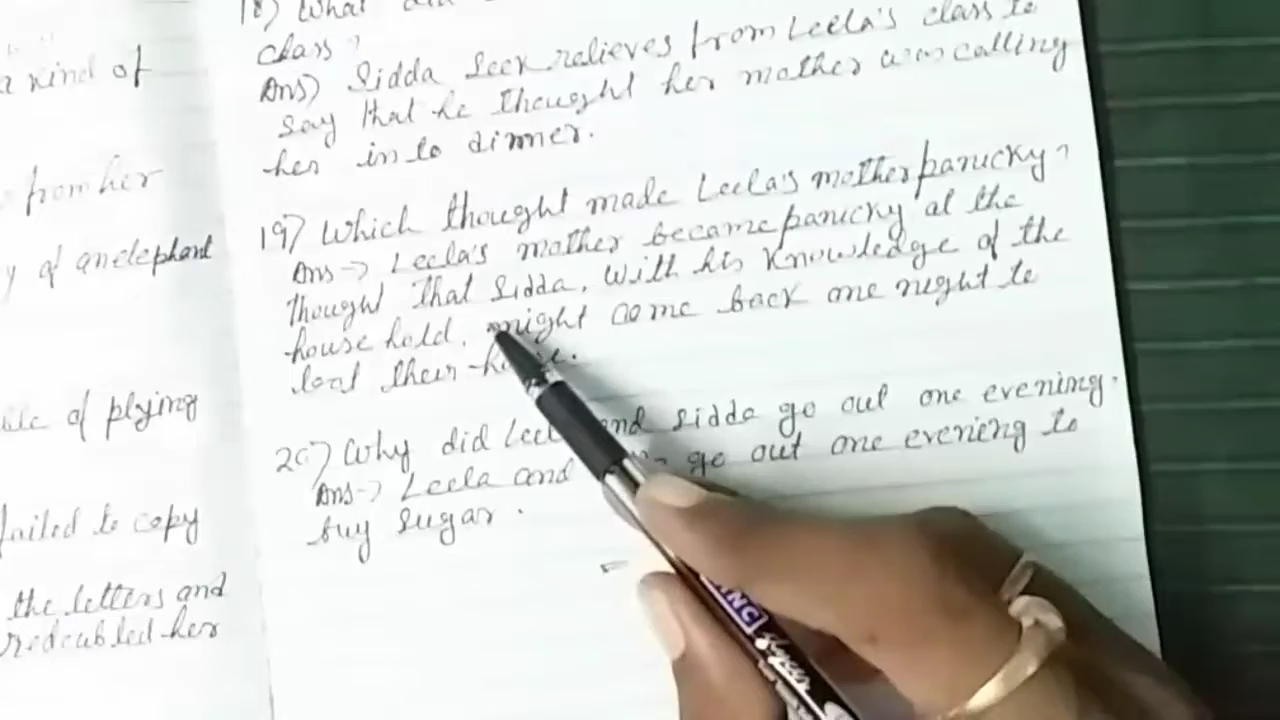 a kind of
from her
y of an elephant
of plying
failed to copy
the letters and
redoubled her
18) What did
class?
Ans) Sidda Seek relieves from Leela's class to
say that he thought her mother was calling
her in to dinner.
19) Which thought made Leela's mother panicky?
Ans-> Leela's mother became panicky at the
thought that Sidda, with his knowledge of the
house hold, might come back one night to
loot their
20) Why did and Sidda go out one evening.
Ans-> Leela and go out one evening to
buy sugar.